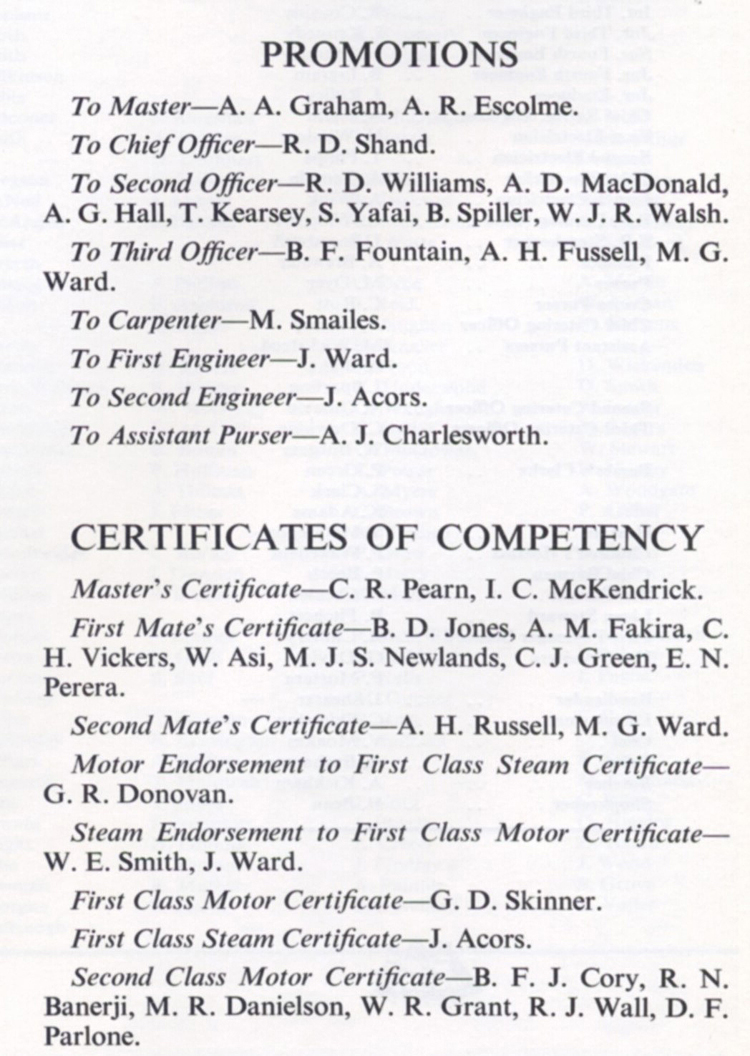 PROMOTIONS
To Master—A. A. Graham, A. R. Escolme.
To Chief Officer—R. D. Shand.
To Second Officer—R. D. Williams, A. D. MacDonald,
A. G. Hall, T. Kearsey, S. Yafai, B. Spiller, W. J. R. Walsh.
To Third Officer—B. F. Fountain, A. H. Fussell, M. G.
Ward.
To Carpenter—M. Smailes.
To First Engineer—J. Ward.
To Second Engineer—J. Acors.
To Assistant Purser—A. J. Charlesworth.
CERTIFICATES OF COMPETENCY
Master's Certificate—C. R. Pearn, I. C. McKendrick.
First Mate's Certificate—B. D. Jones, A. M. Fakira, C.
H. Vickers, W. Asi, M. J. S. Newlands, C. J. Green, E. N.
Perera.
Second Mate's Certificate—A. H. Russell, M. G. Ward.
Motor Endorsement to First Class Steam Certificate—
G. R. Donovan.
Steam Endorsement to First Class Motor Certificate—
W. E. Smith, J. Ward.
First Class Motor Certificate—G. D. Skinner.
First Class Steam Certificate—J. Acors.
Second Class Motor Certificate—B. F. J. Cory, R. N.
Banerji, M. R. Danielson, W. R. Grant, R. J. Wall, D. F.
Parlone.